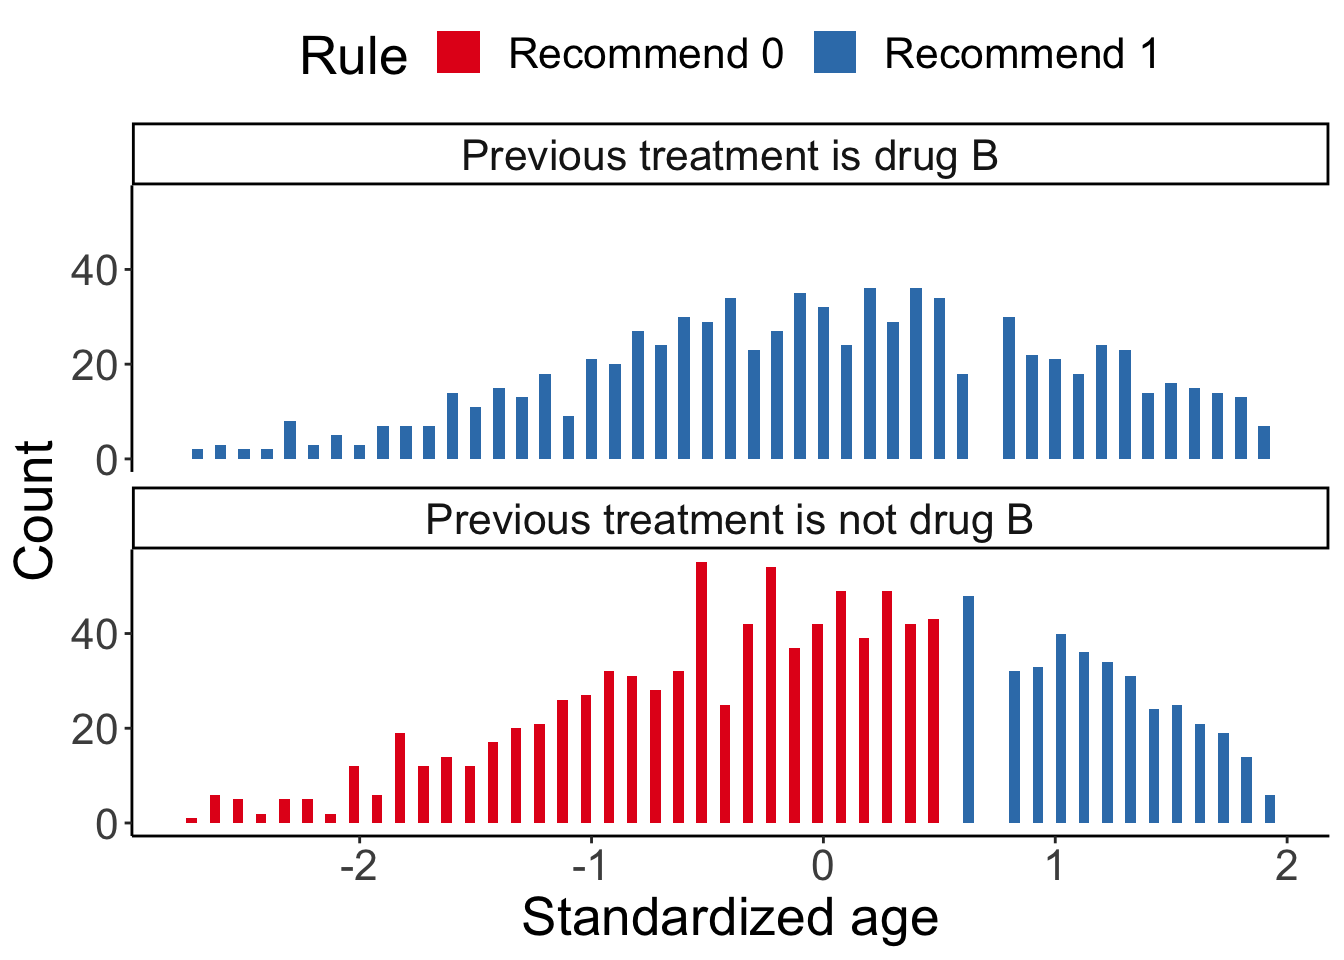 Rule Recommend 0 Recommend 1
Previous treatment is drug B
40
20
0
Count
Previous treatment is not drug B
40
20
0
-2 -1 0 1 2
Standardized age